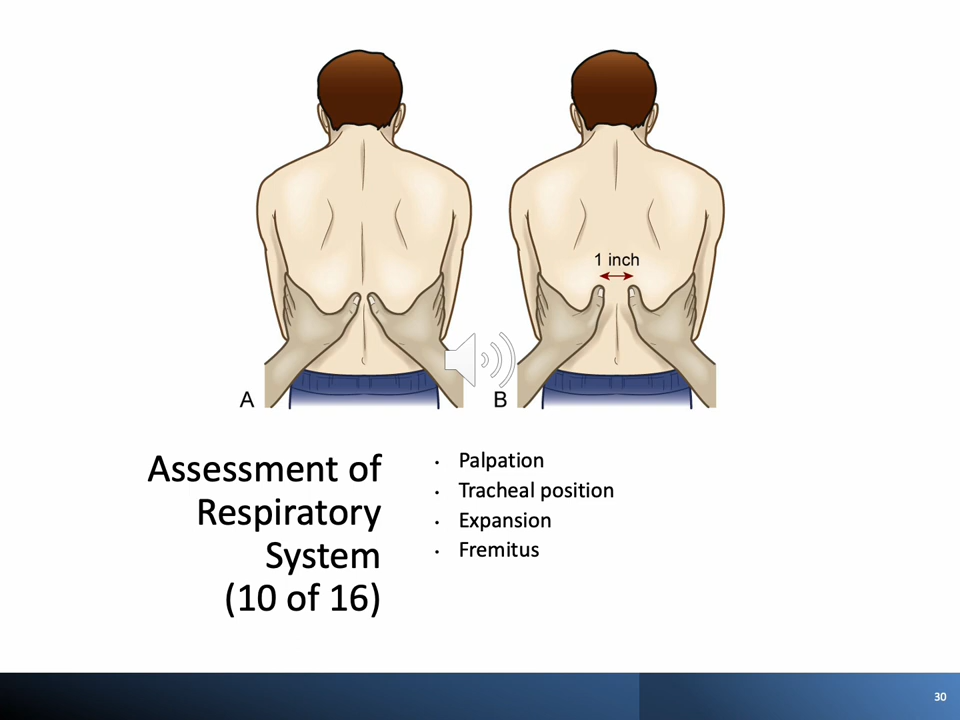 1 inch
A
B
Assessment of
Respiratory
System
(10 of 16)
• Palpation
• Tracheal position
• Expansion
• Fremitus
30